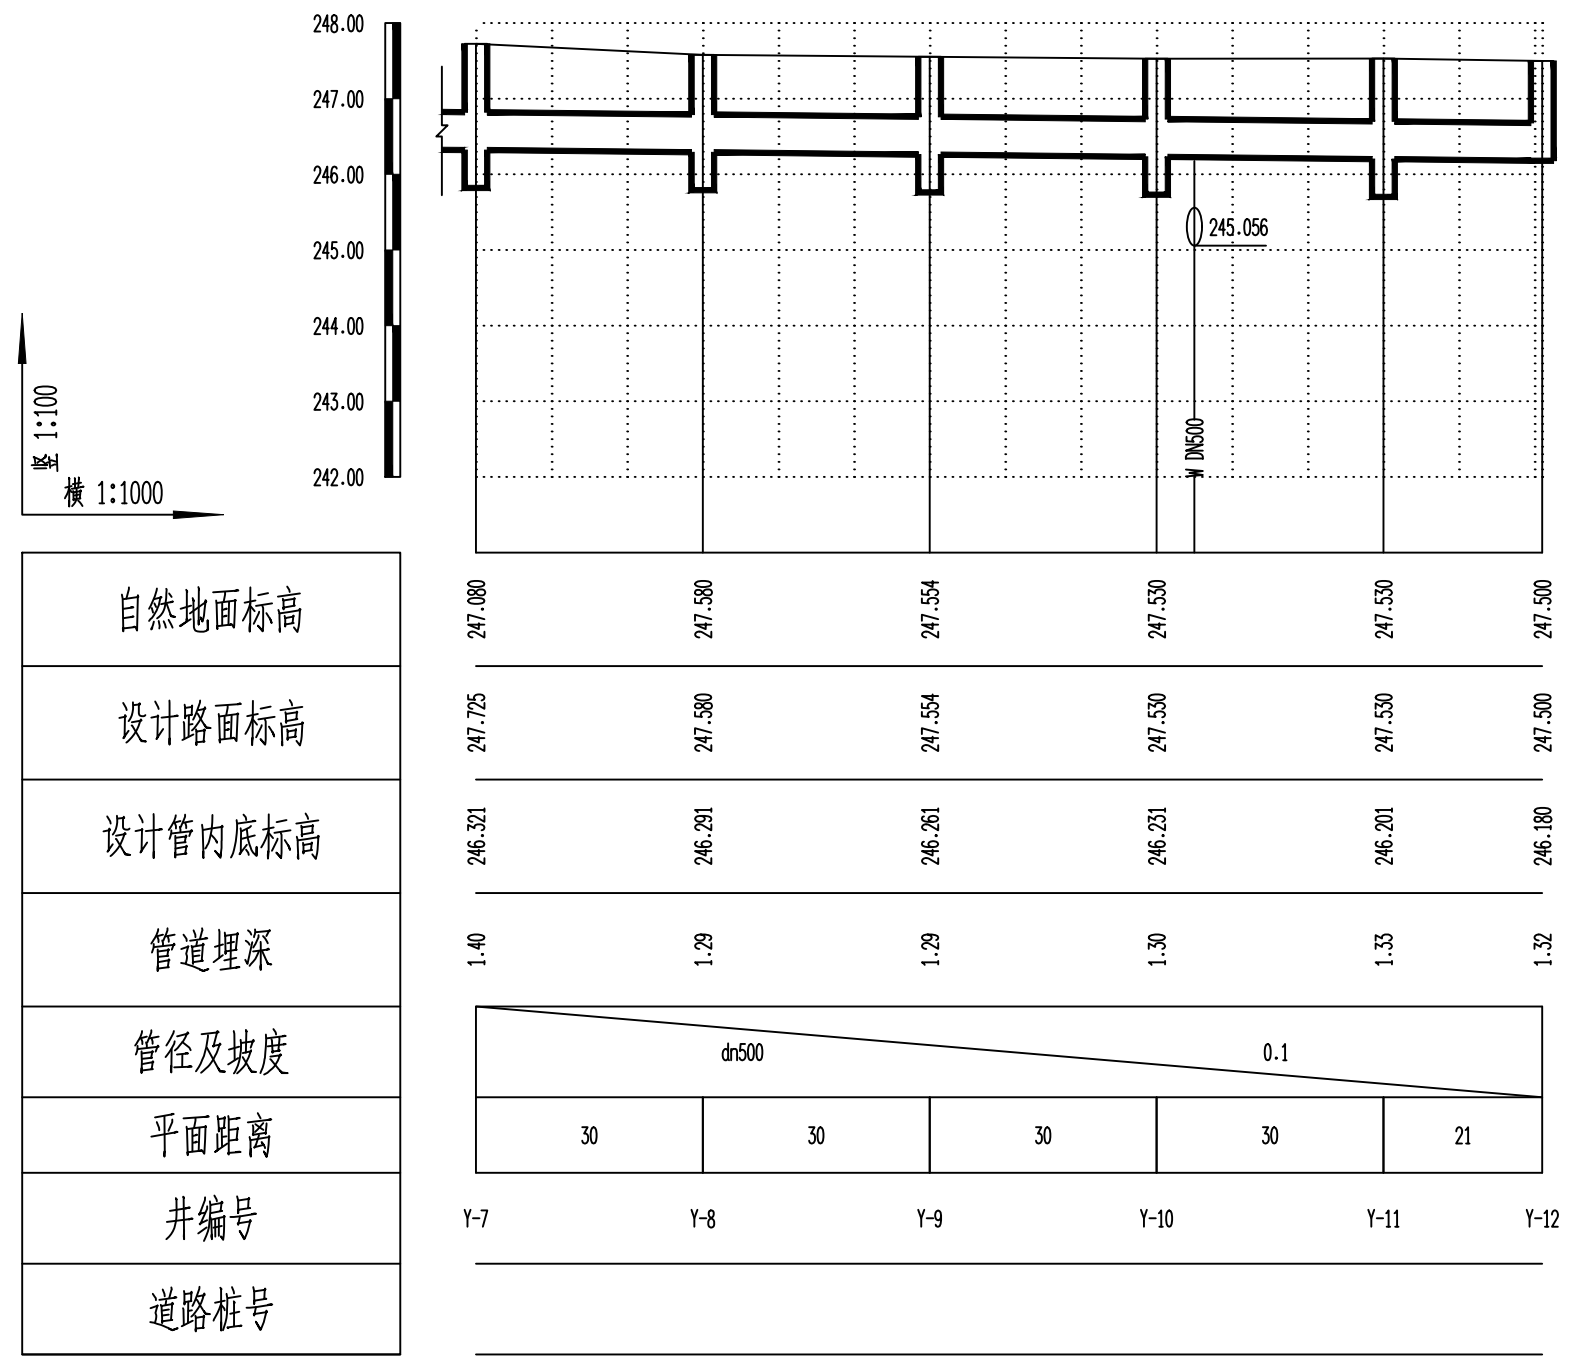 248.00
247.00
246.00
245.00
244.00
243.00
242.00
竖 1:100
横 1:1000
245.056
W DN500
自然地面标高 247.080 247.580 247.554 247.530 247.530 247.500
设计路面标高 247.725 247.580 247.554 247.530 247.530 247.500
设计管内底标高 246.321 246.291 246.261 246.231 246.201 246.180
管道埋深 1.40 1.29 1.29 1.30 1.33 1.32
管径及坡度 dn500 0.1
平面距离 30 30 30 30 21
井编号 Y-7 Y-8 Y-9 Y-10 Y-11 Y-12
道路桩号